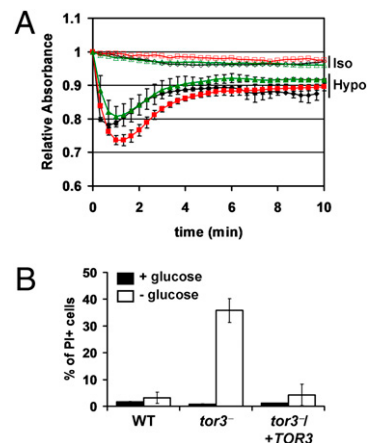 A
Relative Absorbance
1.1
1
0.9
0.8
0.7
0.6
Iso
Hypo
0 2 4 6 8 10
time (min)
B
% of PI+ cells
50
40
30
20
10
0
+ glucose
- glucose
WT tor3⁻ tor3⁻/
+TOR3